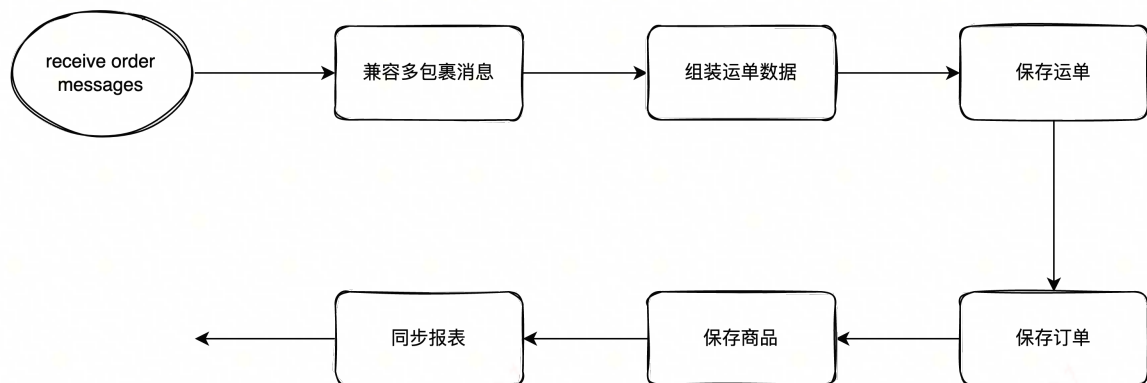 receive order
messages
兼容多包裹消息
组装运单数据
保存运单
保存订单
保存商品
同步报表